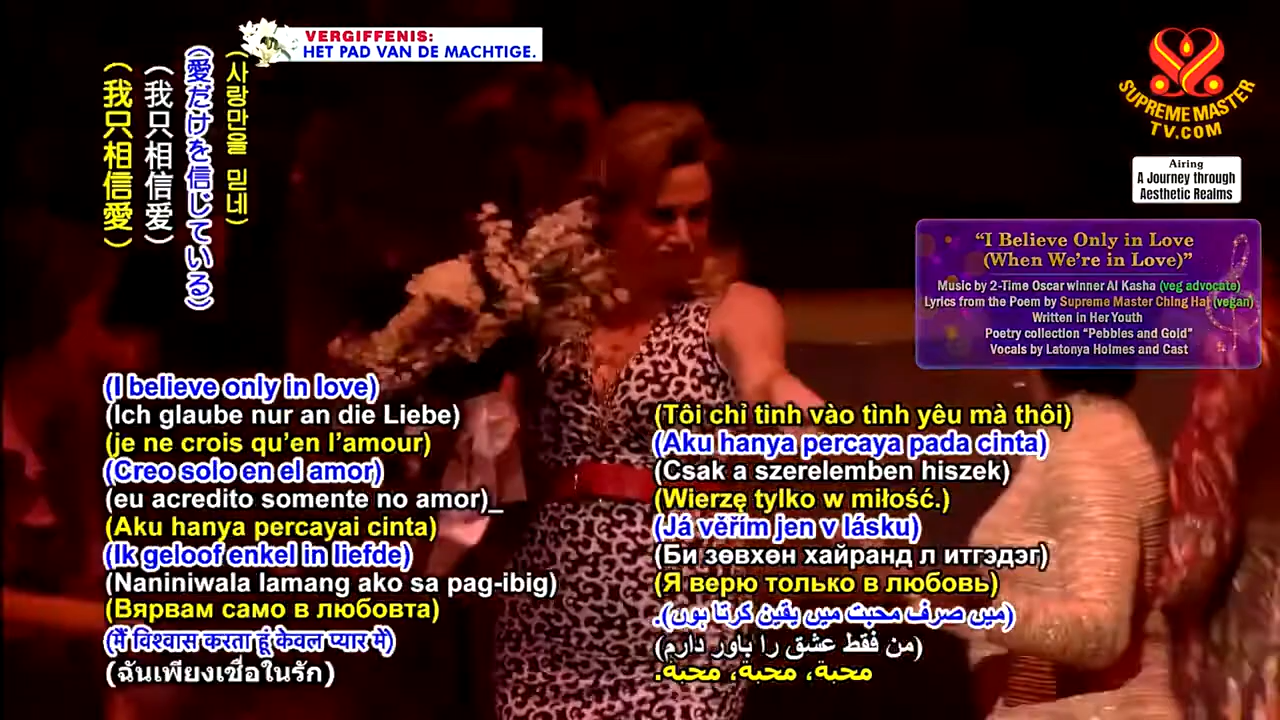 VERGIFFENIS:
HET PAD VAN DE MACHTIGE.
SUPREME MASTER
TV.COM
Airing
A Journey through
Aesthetic Realms
“I Believe Only in Love
(When We’re in Love)”
Music by 2-Time Oscar winner Al Kasha (veg advocate)
Lyrics from the Poem by Supreme Master Ching Hai (vegan)
Written in Her Youth
Poetry collection “Pebbles and Gold”
Vocals by Latonya Holmes and Cast
(사랑만을 믿네)
(愛だけを信じている)
(我只相信爱)
(我只相信愛)
(I believe only in love)
(Ich glaube nur an die Liebe)
(je ne crois qu’en l’amour)
(Creo solo en el amor)
(eu acredito somente no amor)_
(Aku hanya percayai cinta)
(Ik geloof enkel in liefde)
(Naniniwala lamang ako sa pag-ibig)
(Вярвам само в любовта)
(मैं विश्वास करता हूं केवल प्यार में)
(ฉันเพียงเชื่อในรัก)
(Tôi chỉ tinh vào tình yêu mà thôi)
(Aku hanya percaya pada cinta)
(Csak a szerelemben hiszek)
(Wierzę tylko w miłość.)
(Já věřím jen v lásku)
(Би зөвхөн хайранд л итгэдэг)
(Я верю только в любовь)
(میں صرف محبت میں یقین کرتا ہوں).
(من فقط عشق را باور دارم)
محبة، محبة، محبة.